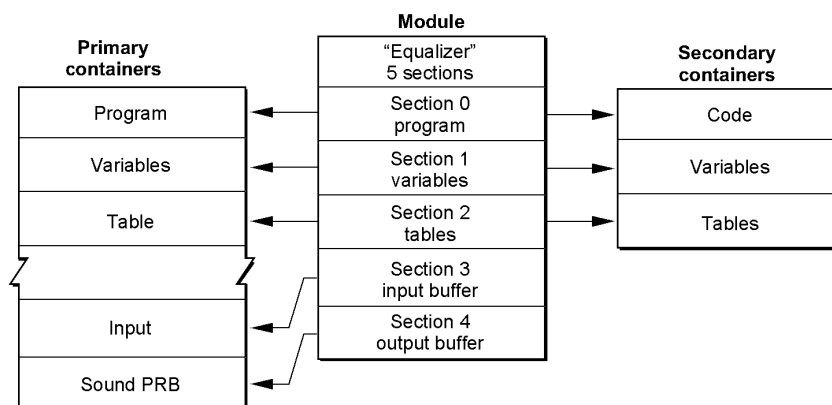 Module
Primary
containers
Secondary
containers
“Equalizer”
5 sections
Program
Section 0
program
Code
Variables
Section 1
variables
Variables
Table
Section 2
tables
Tables
Section 3
input buffer
Input
Section 4
output buffer
Sound PRB